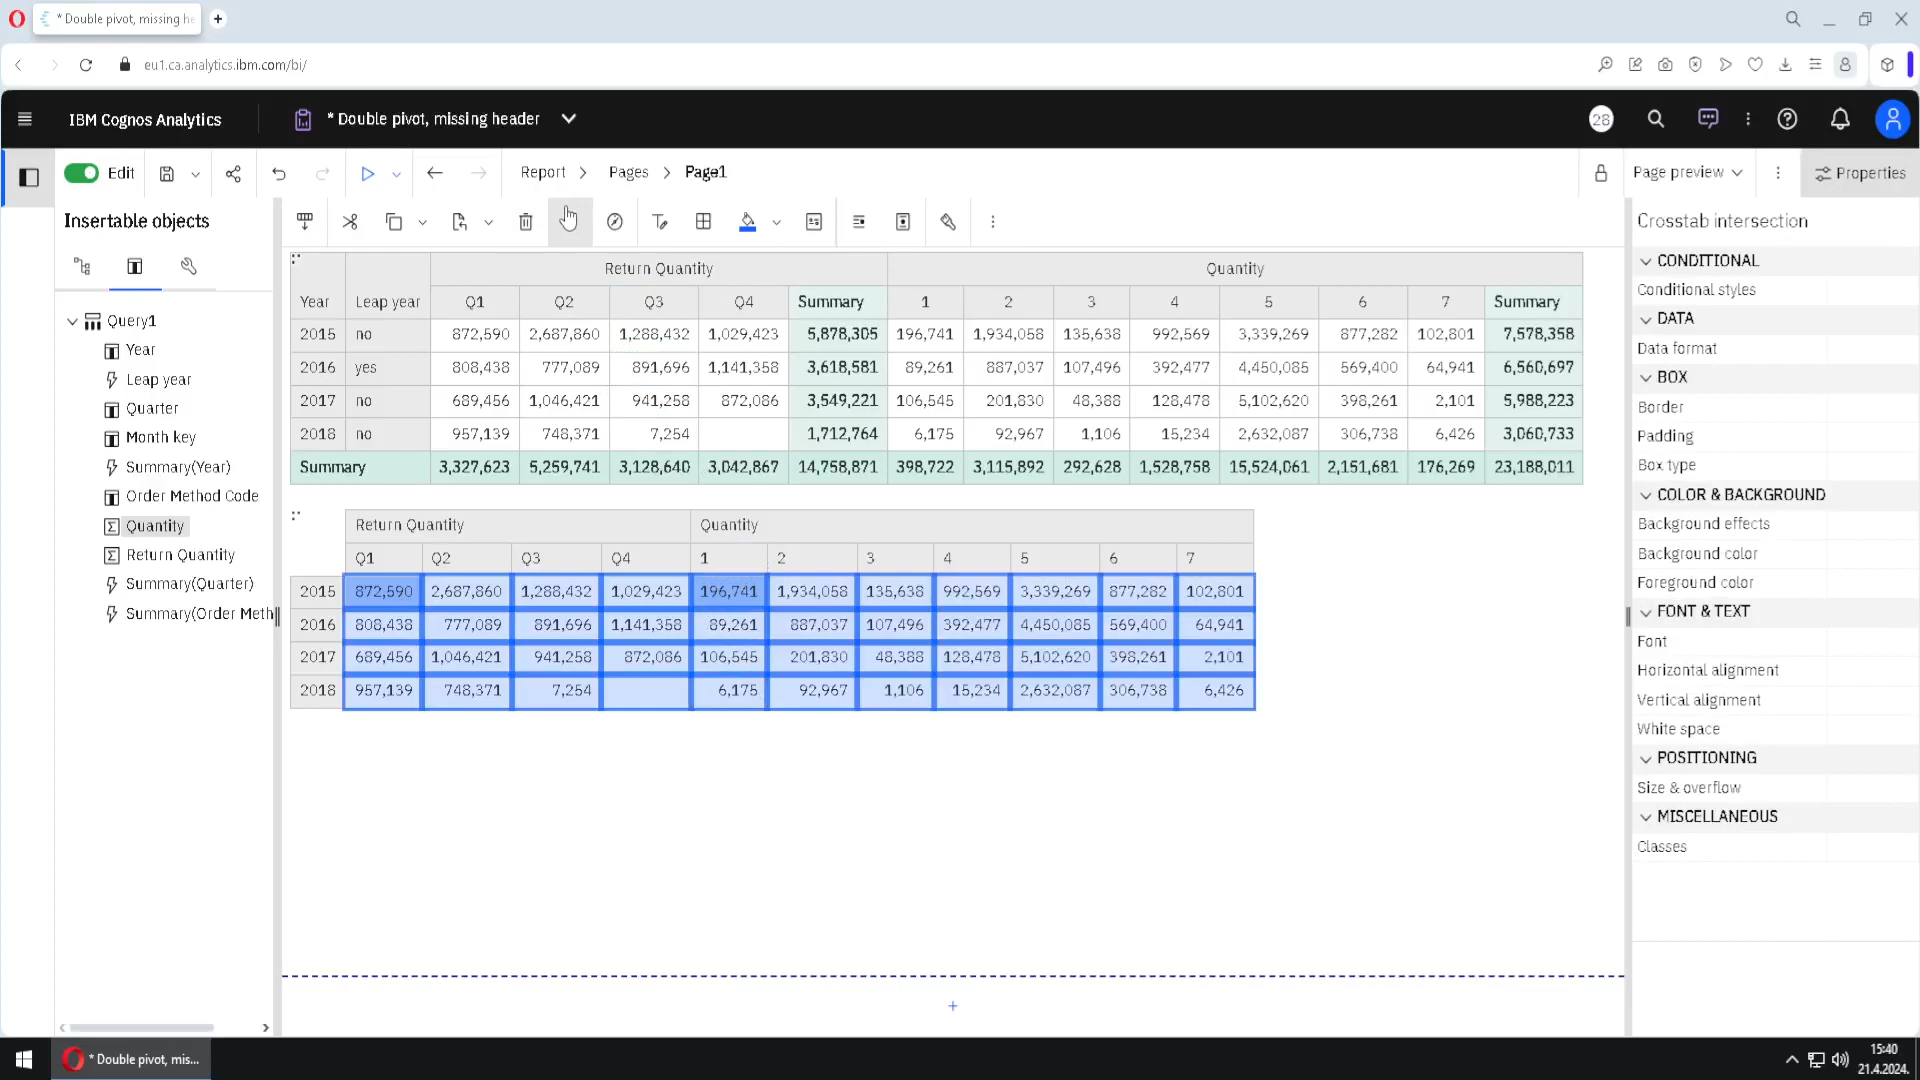 * Double pivot, missing he
eu1.ca.analytics.ibm.com/bi/
IBM Cognos Analytics
* Double pivot, missing header
28
Edit
Report > Pages > Page1
Page preview
Properties
Insertable objects
Query1
Year
Leap year
Quarter
Month key
Summary(Year)
Order Method Code
Quantity
Return Quantity
Summary(Quarter)
Summary(Order Meth
Return Quantity Quantity
Year Leap year Q1 Q2 Q3 Q4 Summary 1 2 3 4 5 6 7 Summary
2015 no 872,590 2,687,860 1,288,432 1,029,423 5,878,305 196,741 1,934,058 135,638 992,569 3,339,269 877,282 102,801 7,578,358
2016 yes 808,438 777,089 891,696 1,141,358 3,618,581 89,261 887,037 107,496 392,477 4,450,085 569,400 64,941 6,560,697
2017 no 689,456 1,046,421 941,258 872,086 3,549,221 106,545 201,830 48,388 128,478 5,102,620 398,261 2,101 5,988,223
2018 no 957,139 748,371 7,254 1,712,764 6,175 92,967 1,106 15,234 2,632,087 306,738 6,426 3,060,733
Summary 3,327,623 5,259,741 3,128,640 3,042,867 14,758,871 398,722 3,115,892 292,628 1,528,758 15,524,061 2,151,681 176,269 23,188,011
Return Quantity Quantity
Q1 Q2 Q3 Q4 1 2 3 4 5 6 7
2015 872,590 2,687,860 1,288,432 1,029,423 196,741 1,934,058 135,638 992,569 3,339,269 877,282 102,801
2016 808,438 777,089 891,696 1,141,358 89,261 887,037 107,496 392,477 4,450,085 569,400 64,941
2017 689,456 1,046,421 941,258 872,086 106,545 201,830 48,388 128,478 5,102,620 398,261 2,101
2018 957,139 748,371 7,254 6,175 92,967 1,106 15,234 2,632,087 306,738 6,426
Crosstab intersection
CONDITIONAL
Conditional styles
DATA
Data format
BOX
Border
Padding
Box type
COLOR & BACKGROUND
Background effects
Background color
Foreground color
FONT & TEXT
Font
Horizontal alignment
Vertical alignment
White space
POSITIONING
Size & overflow
MISCELLANEOUS
Classes
* Double pivot, mis...
15:40
21.4.2024.